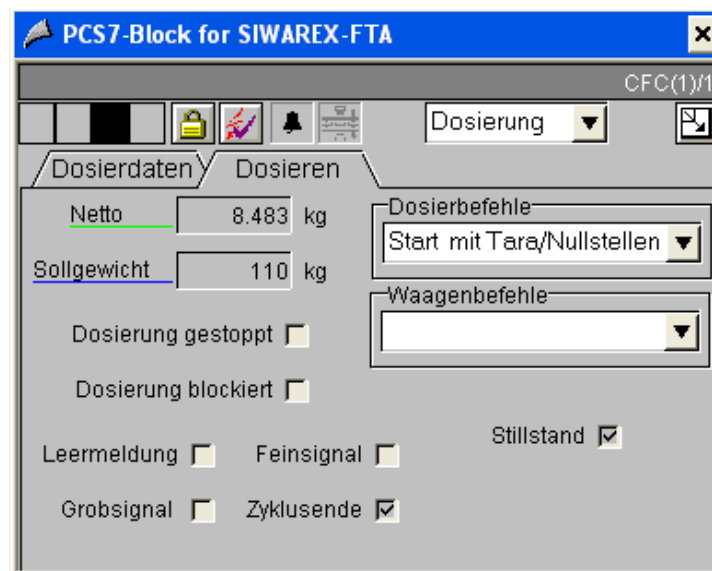 PCS7-Block for SIWAREX-FTA
CFC(1)/1
Dosierung
Dosierdaten Dosieren
Netto 8.483 kg
Dosierbefehle
Start mit Tara/Nullstellen
Sollgewicht 110 kg
Waagenbefehle
Dosierung gestoppt
Dosierung blockiert
Stillstand
Leermeldung Feinsignal
Grobsignal Zyklusende